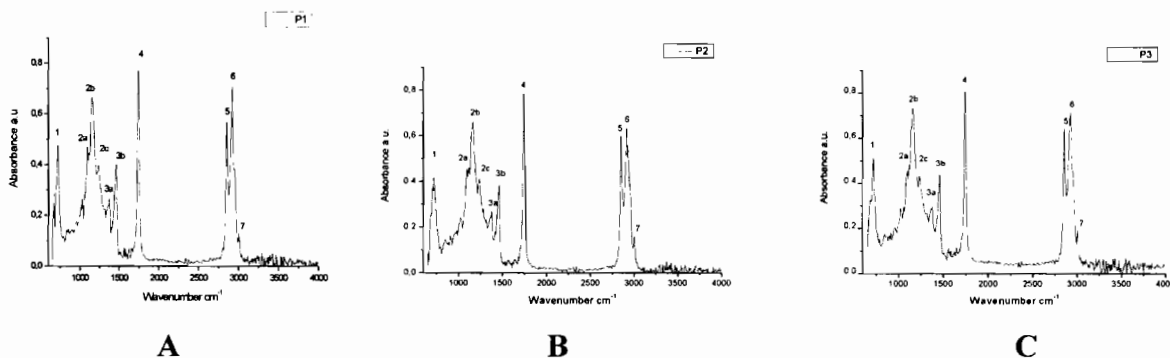 P1
0,8
0,6
0,4
0,2
0,0
Absorbance a.u
1
2a
2b
2c
3a
3b
4
5
6
7
1000 1500 2000 2500 3000 3500 4000
Wavenumber cm-1
A
P2
0.8
0.6
0.4
0.2
0.0
Absorbance a.u.
1
2a
2b
2c
3a
3b
4
5
6
7
1000 1500 2000 2500 3000 3500 4000
Wavenumber cm-1
B
P3
0.8
0.6
0.4
0.2
0.0
Absorbance a.u.
1
2a
2b
2c
3a
3b
4
5
6
7
1000 1500 2000 2500 3000 3500 400
Wavenumber cm-1
C